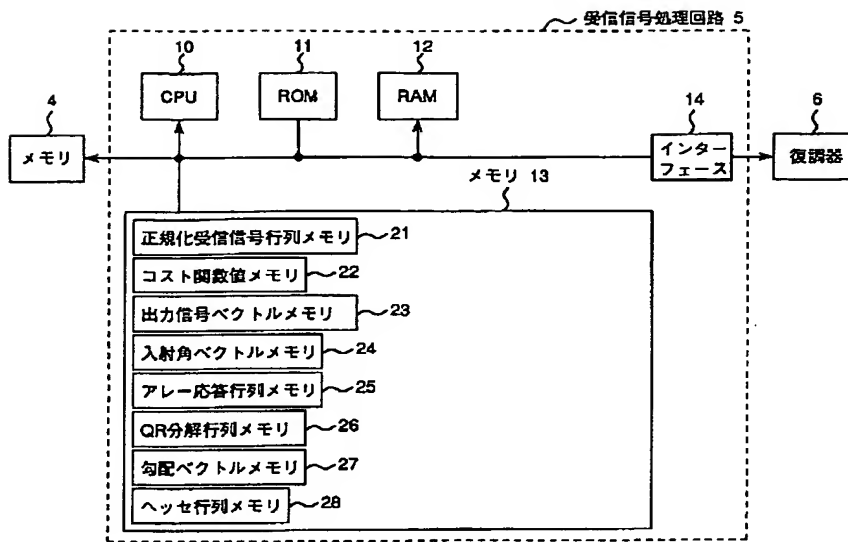 受信信号処理回路 5
10
11
12
CPU
ROM
RAM
4
メモリ
14
インター
フェース
6
復調器
メモリ 13
正規化受信信号行列メモリ 21
コスト関数値メモリ 22
出力信号ベクトルメモリ 23
入射角ベクトルメモリ 24
アレー応答行列メモリ 25
QR分解行列メモリ 26
勾配ベクトルメモリ 27
ヘッセ行列メモリ 28